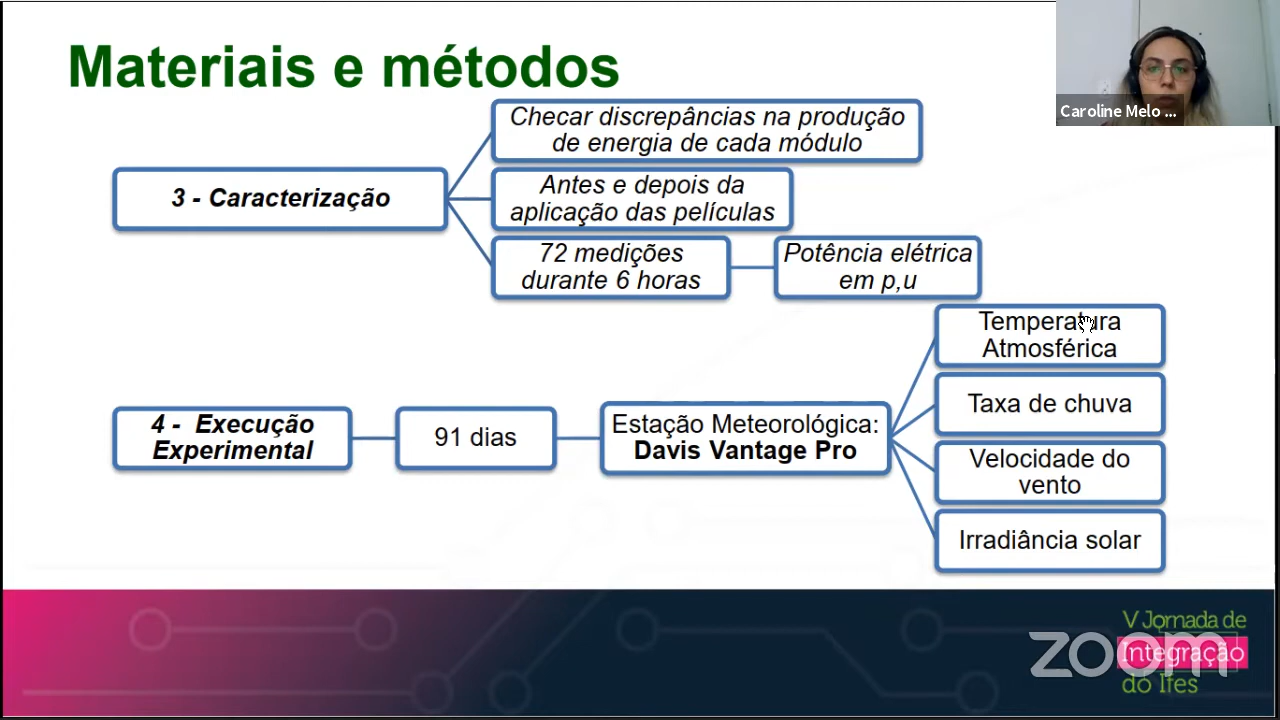 Materiais e métodos
Caroline Melo ...
Checar discrepâncias na produção
de energia de cada módulo
3 - Caracterização
Antes e depois da
aplicação das películas
72 medições
durante 6 horas
Potência elétrica
em p,u
4 -  Execução
Experimental
91 dias
Estação Meteorológica:
Davis Vantage Pro
Temperatura
Atmosférica
Taxa de chuva
Velocidade do
vento
Irradiância solar
V Jornada de
Integração
do Ifes
zoom